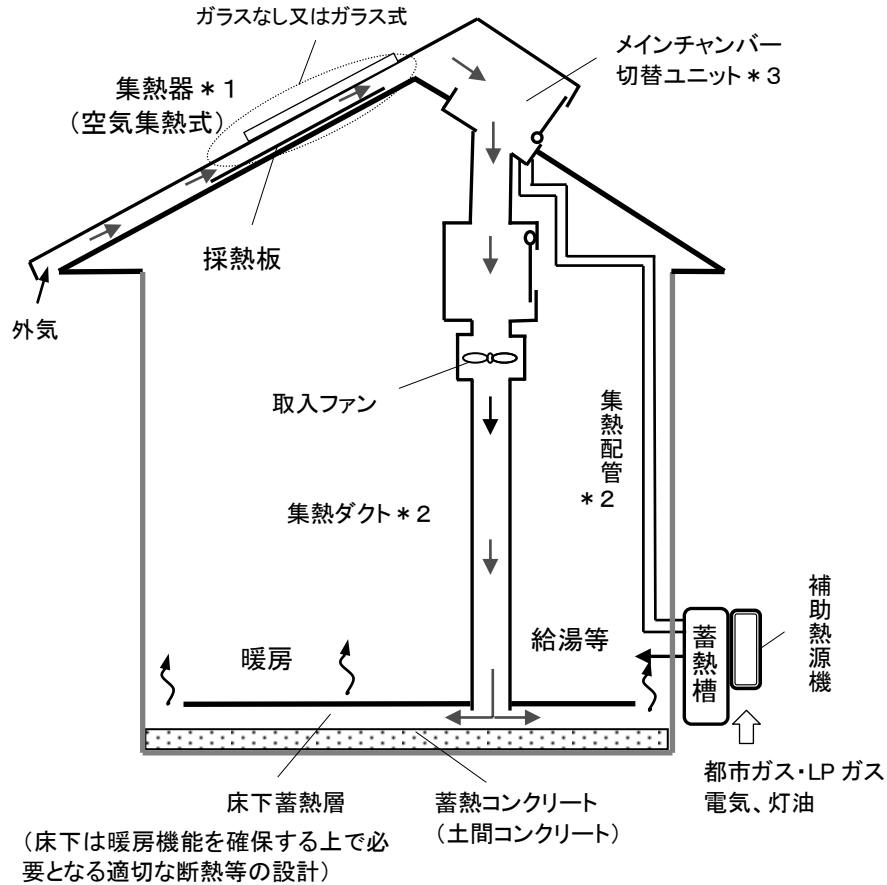 ガラスなし又はガラス式
集熱器＊1
（空気集熱式）
メインチャンバー
切替ユニット＊3
採熱板
外気
取入ファン
集熱配管
＊2
集熱ダクト＊2
補助熱源機
暖房
給湯等
蓄熱槽
都市ガス・LPガス
電気、灯油
床下蓄熱層
（床下は暖房機能を確保する上で必
要となる適切な断熱等の設計）
蓄熱コンクリート
（土間コンクリート）